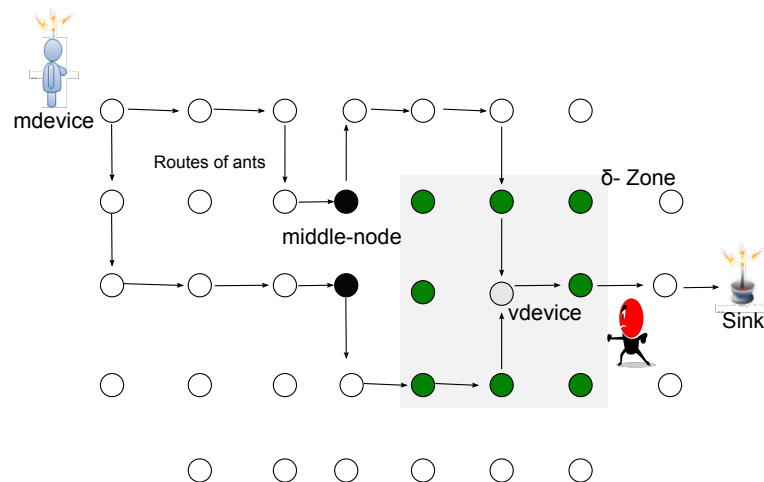 mdevice
Routes of ants
δ- Zone
middle-node
vdevice
Sink